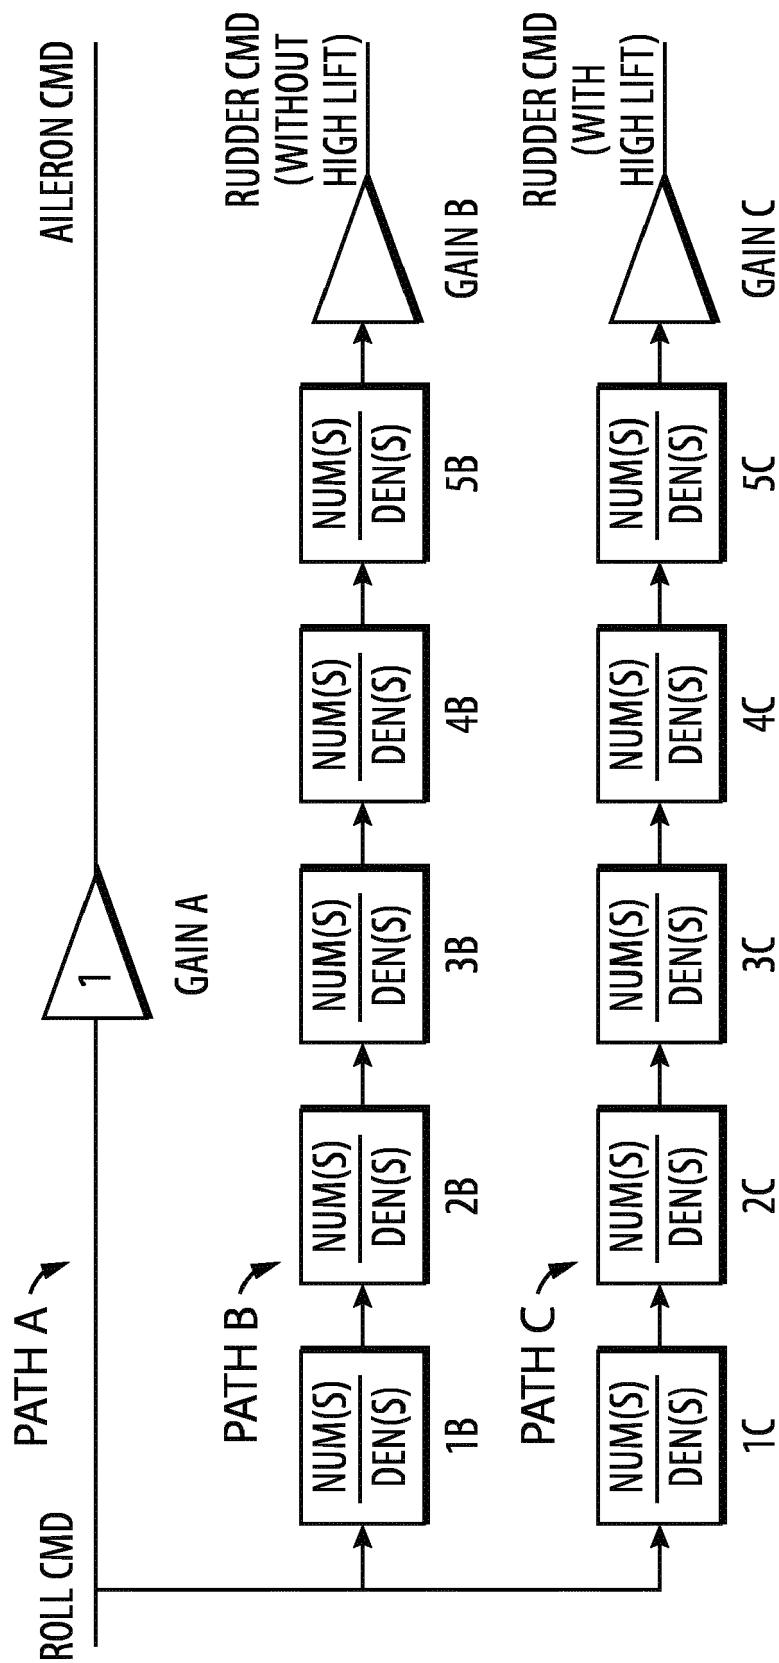 ROLL CMD
PATH A
1
GAIN A
AILERON CMD
PATH B
NUM(S)
DEN(S)
1B
NUM(S)
DEN(S)
2B
NUM(S)
DEN(S)
3B
NUM(S)
DEN(S)
4B
NUM(S)
DEN(S)
5B
GAIN B
RUDDER CMD
(WITHOUT
HIGH LIFT)
PATH C
NUM(S)
DEN(S)
1C
NUM(S)
DEN(S)
2C
NUM(S)
DEN(S)
3C
NUM(S)
DEN(S)
4C
NUM(S)
DEN(S)
5C
GAIN C
RUDDER CMD
(WITH
HIGH LIFT)